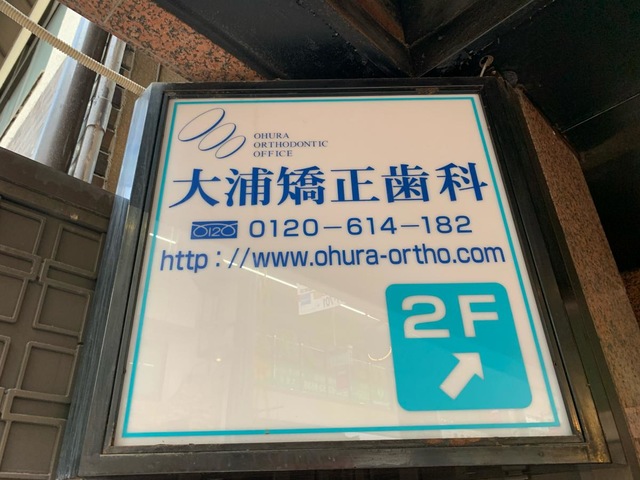 OHURA
ORTHODONTIC
OFFICE
大浦矯正歯科
0120 0120-614-182
http://www.ohura-ortho.com
2F